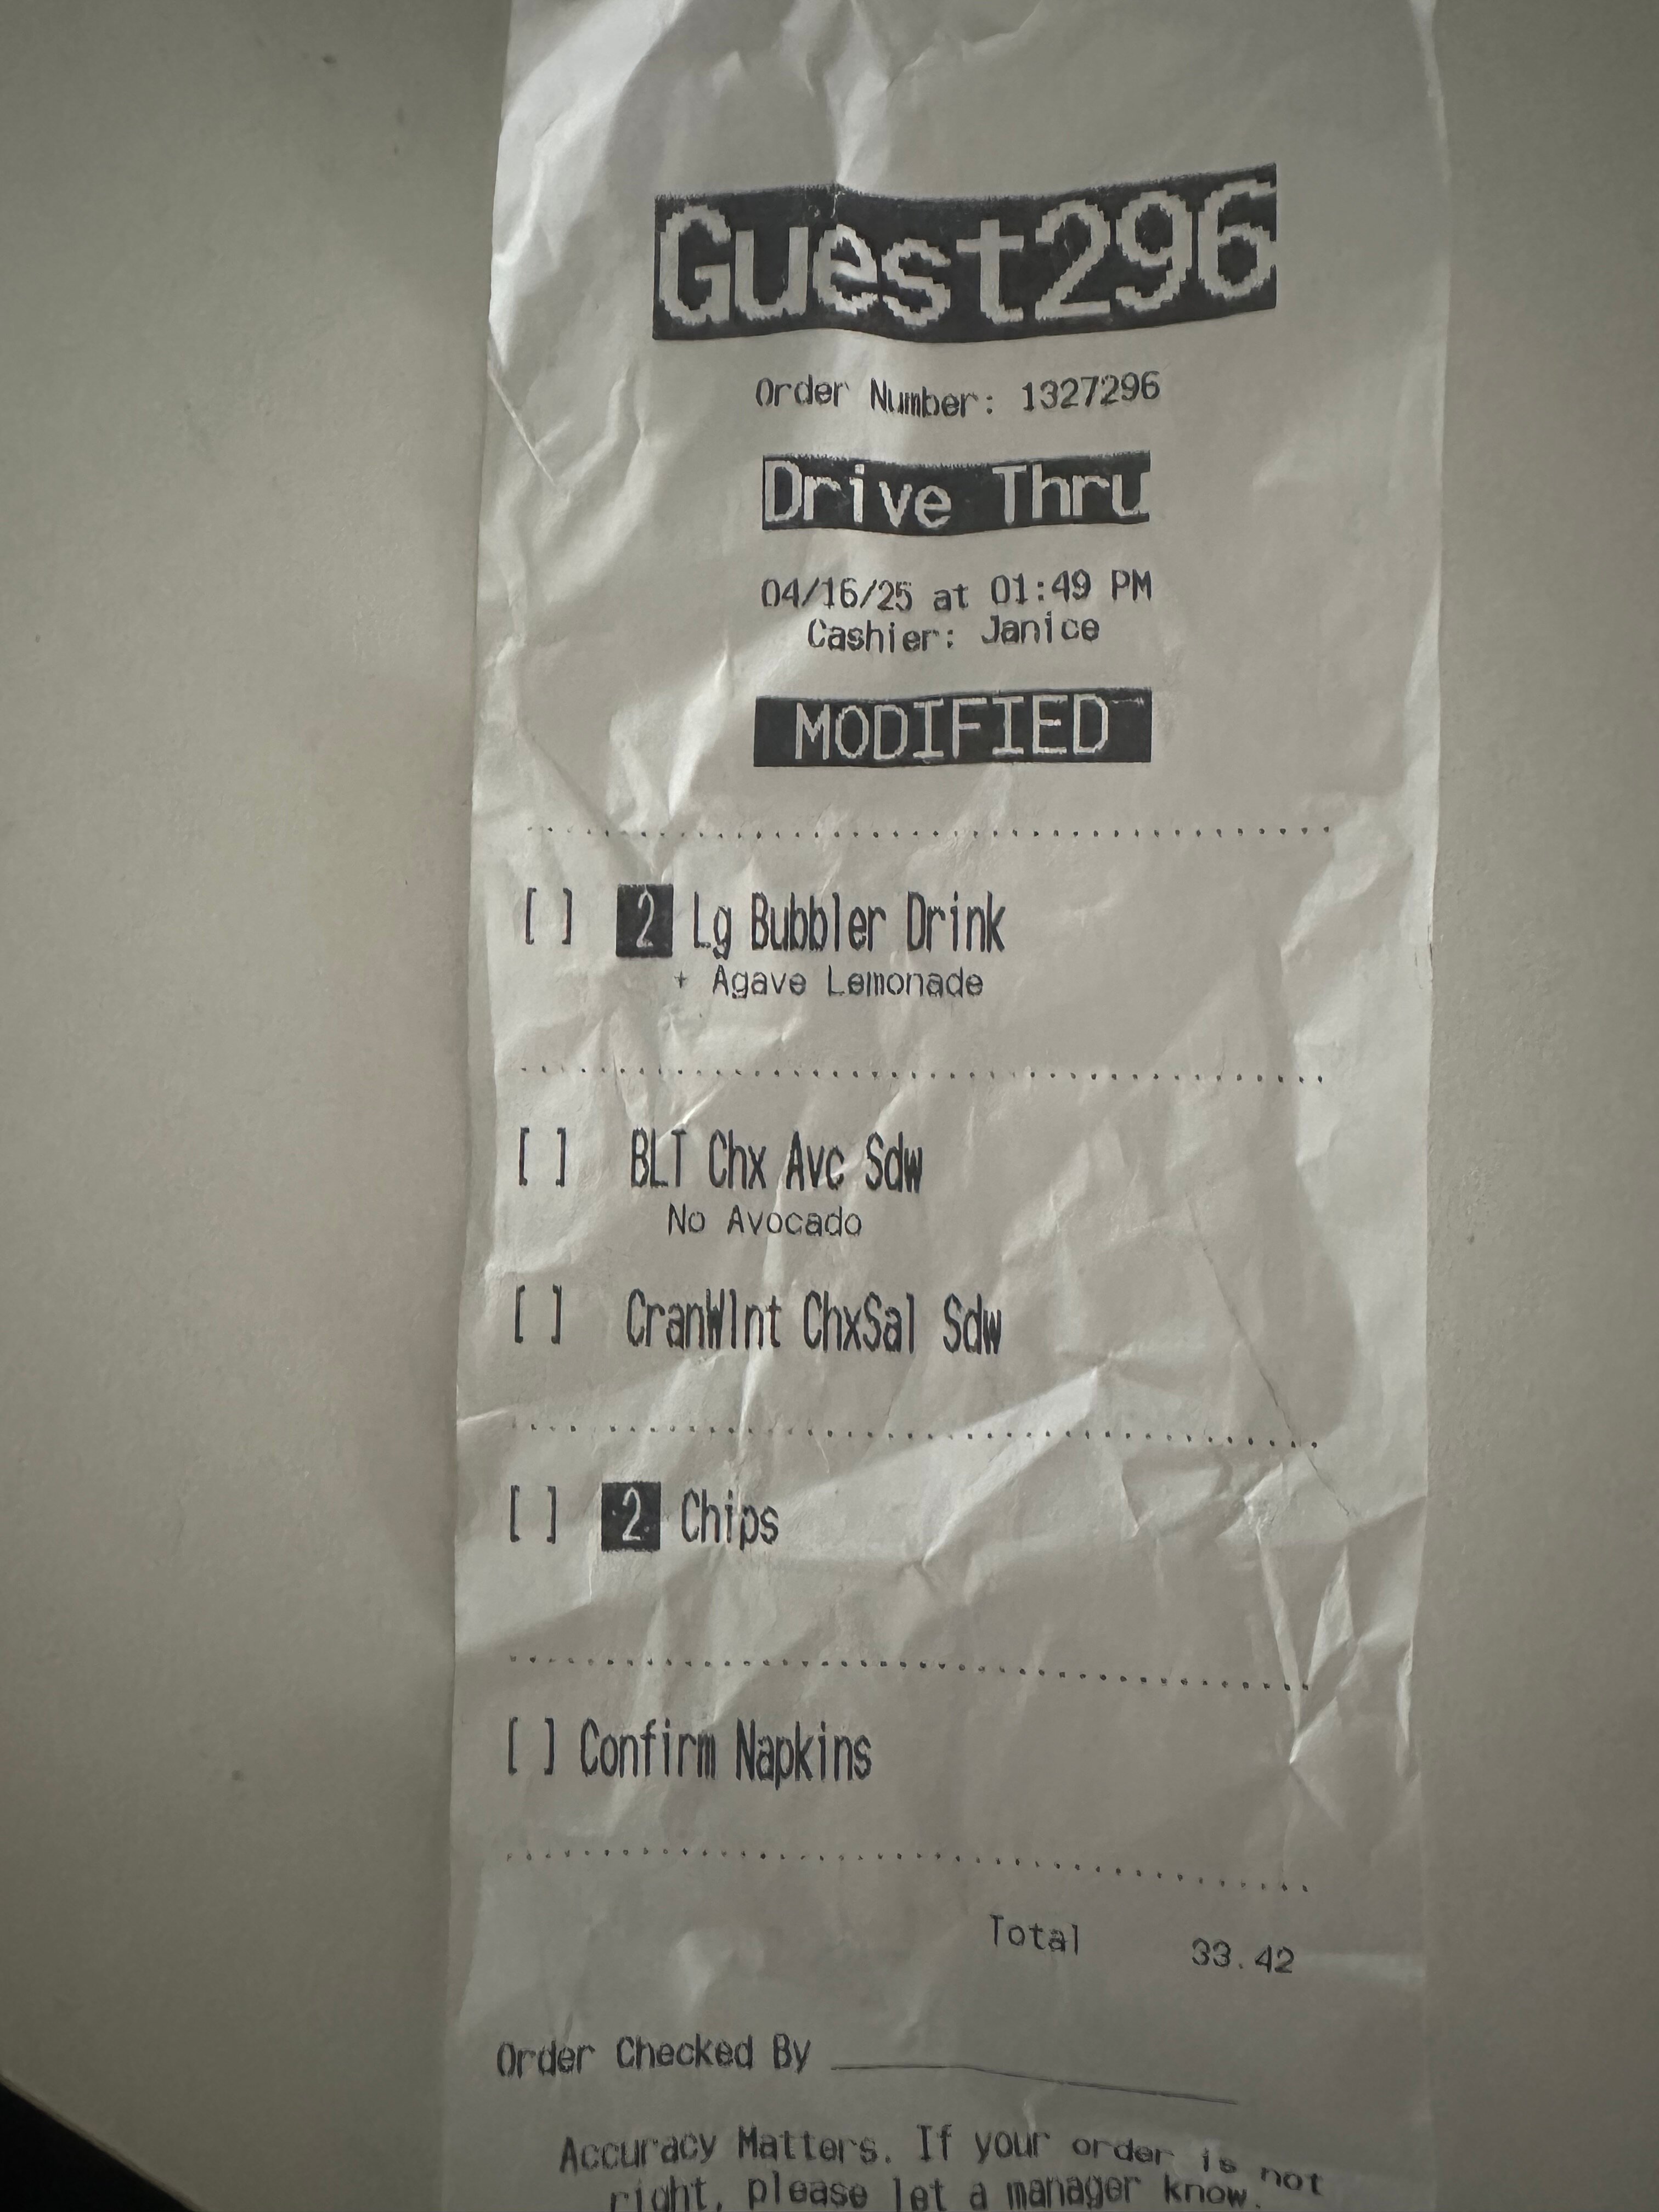 Guest296
Order Number: 1327296
Drive Thru
04/16/25 at 01:49 PM
Cashier: Janice
MODIFIED
[ ] 2 Lg Bubbler Drink
+ Agave Lemonade
[ ] BLT Chx Avc Sdw
No Avocado
[ ] CranWlnt ChxSal Sdw
[ ] 2 Chips
[ ] Confirm Napkins
Total 33.42
Order Checked By
Accuracy Matters. If your order is not
right, please let a manager know.